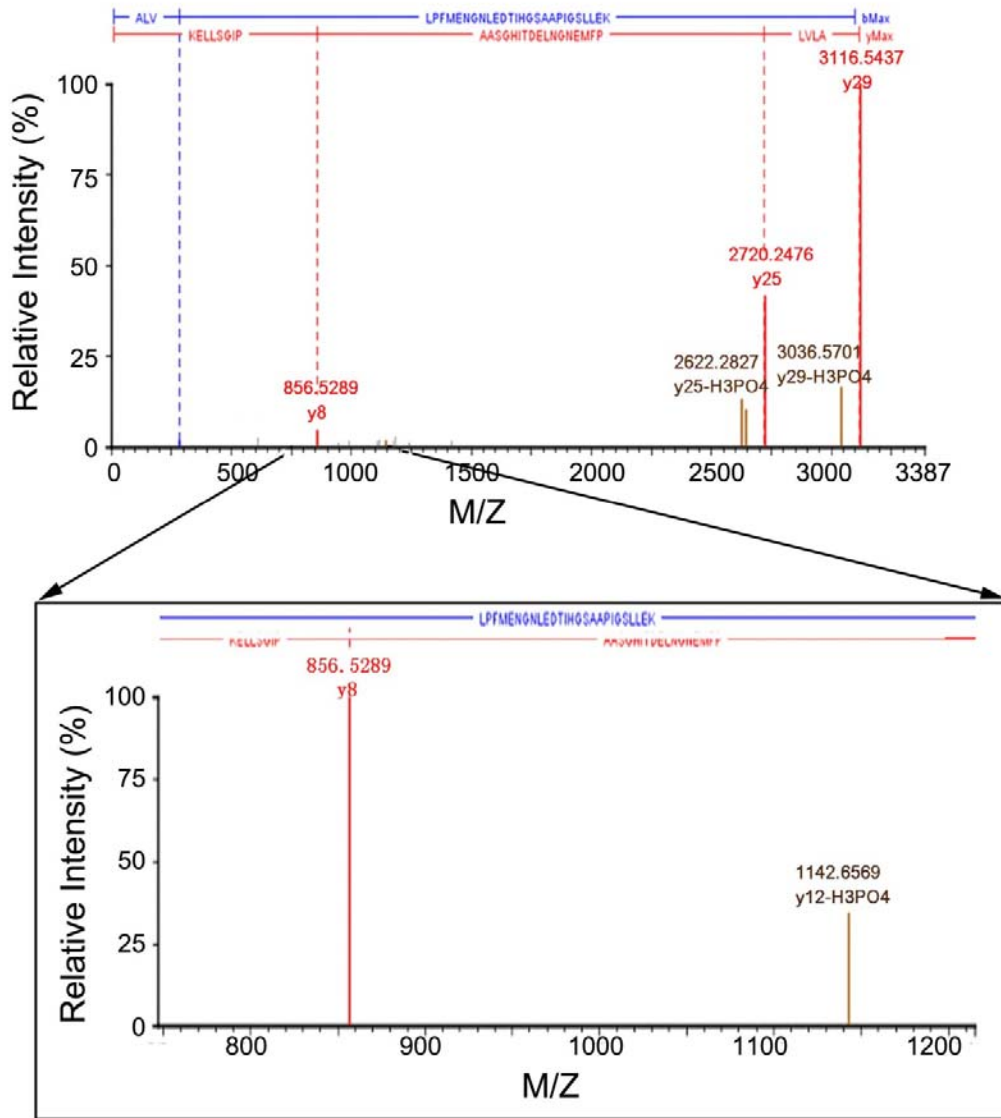 ALV LPFMENGNLEDTIHGSAAPIGSLLEK bMax
KELLSGIP AASGHITDELNGNEMFP LVLA yMax
3116.5437
y29
2720.2476
y25
2622.2827
y25-H3PO4
3036.5701
y29-H3PO4
856.5289
y8
Relative Intensity (%)
100
75
50
25
0
0 500 1000 1500 2000 2500 3000 3387
M/Z
LPFMENGNLEDTIHGSAAPIGSLLEK
KELLSGIP AASGHITDELNGNEMFP
856.5289
y8
1142.6569
y12-H3PO4
Relative Intensity (%)
100
75
50
25
0
800 900 1000 1100 1200
M/Z